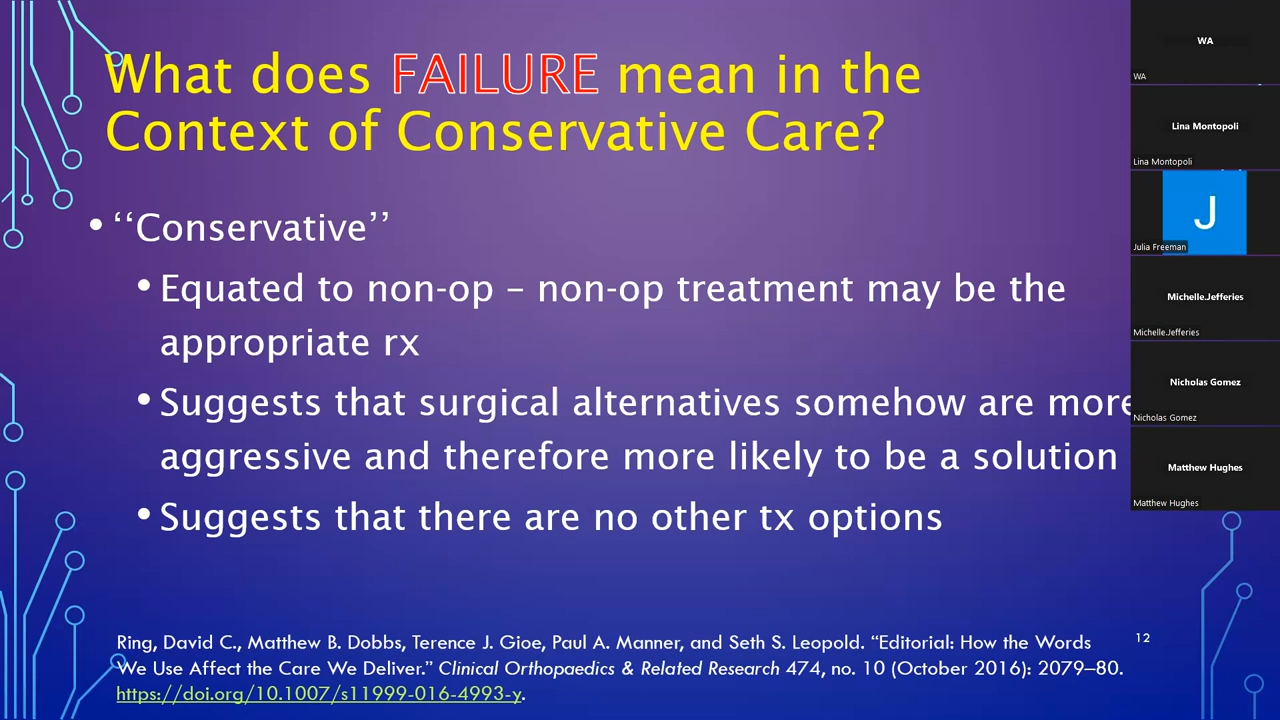 What does FAILURE mean in the
Context of Conservative Care?
• ‘‘Conservative’’
• Equated to non-op – non-op treatment may be the
appropriate rx
• Suggests that surgical alternatives somehow are more
aggressive and therefore more likely to be a solution
• Suggests that there are no other tx options
Ring, David C., Matthew B. Dobbs, Terence J. Gioe, Paul A. Manner, and Seth S. Leopold. “Editorial: How the Words
We Use Affect the Care We Deliver.” Clinical Orthopaedics & Related Research 474, no. 10 (October 2016): 2079–80.
https://doi.org/10.1007/s11999-016-4993-y.
12
WA
WA
Lina Montopoli
Lina Montopoli
J
Julia Freeman
Michelle.Jefferies
Michelle.Jefferies
Nicholas Gomez
Nicholas Gomez
Matthew Hughes
Matthew Hughes